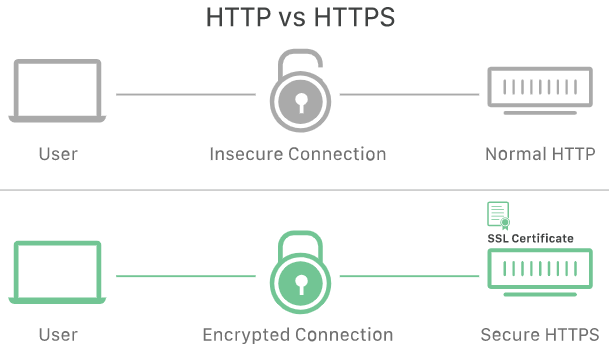 HTTP vs HTTPS
User
Insecure Connection
Normal HTTP
SSL Certificate
User
Encrypted Connection
Secure HTTPS